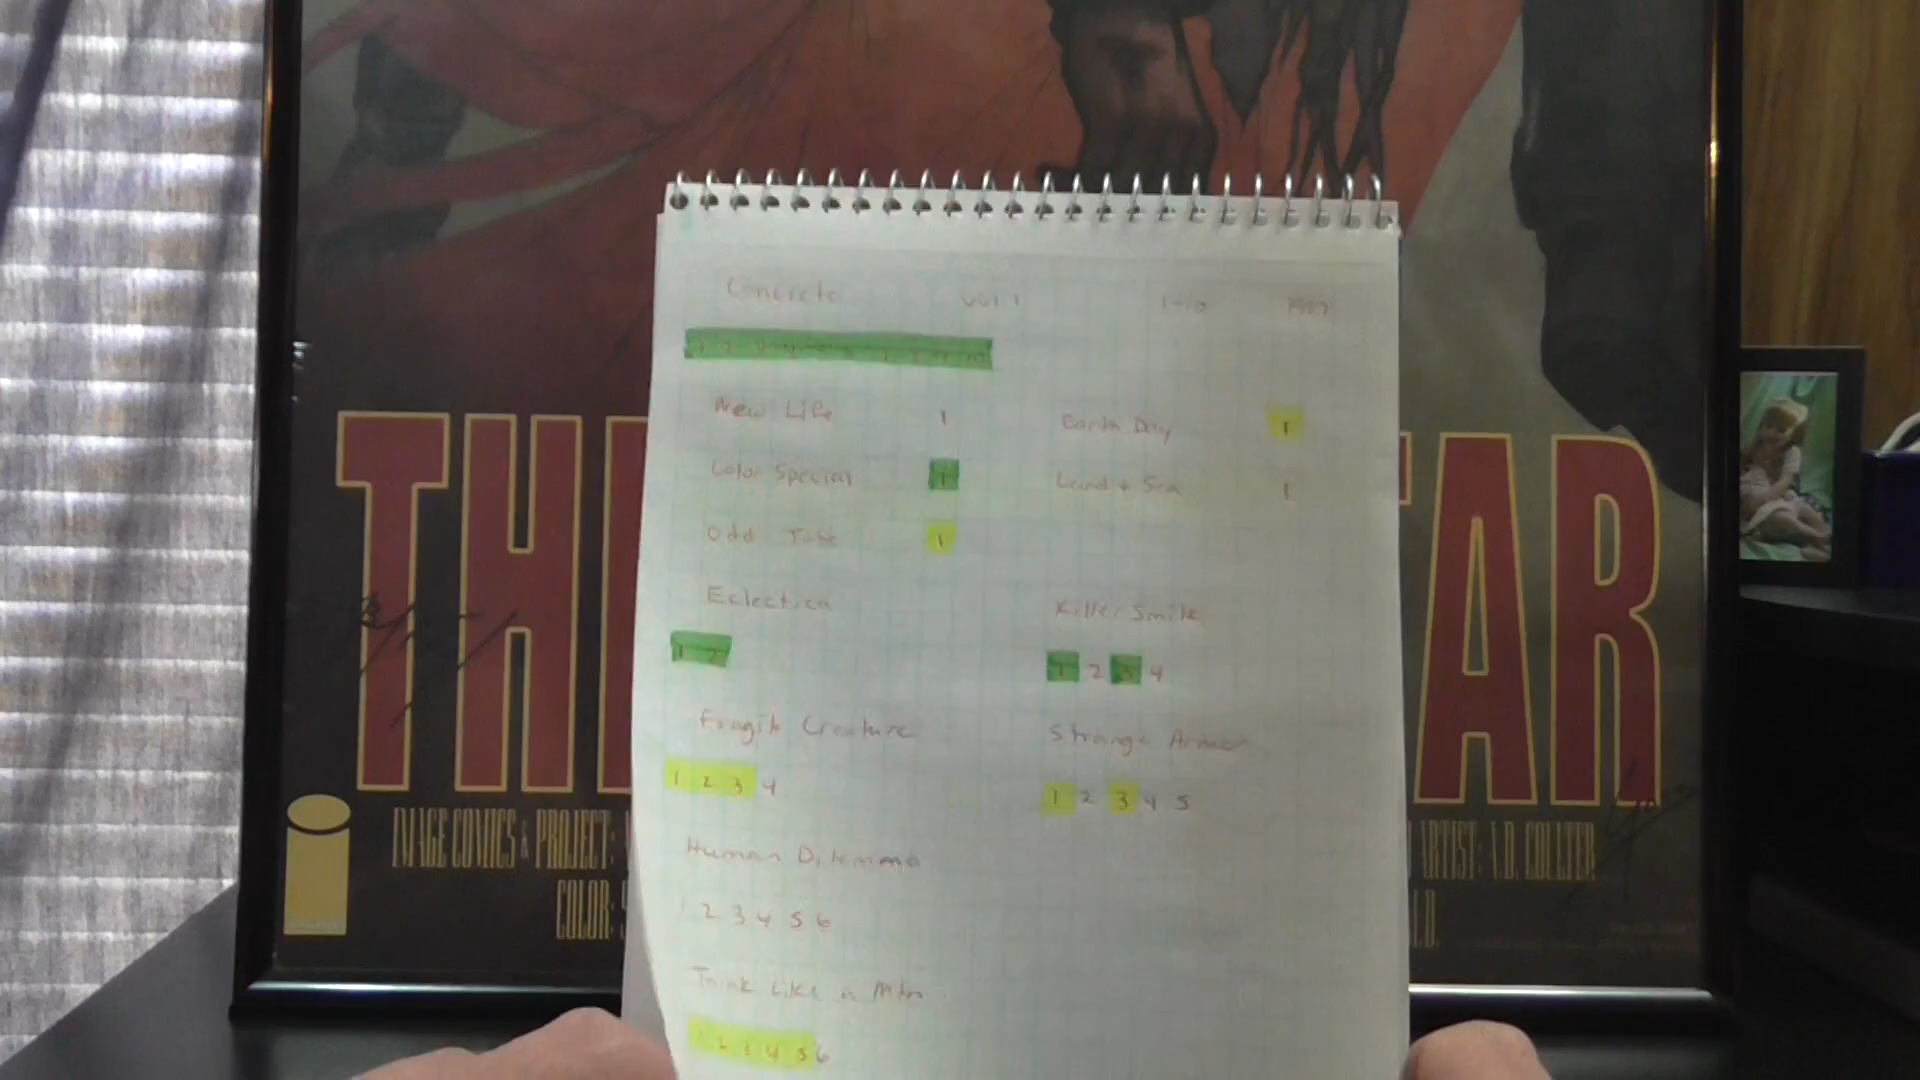 Concrete vol 1 1-10 1987
1 2
New Life 1 Earth Day 1
Color Special 1 Land + Sea 1
Odd Jobs 1
Eclectica Killer Smile
1 2 1 2 3 4
Fragile Creature Strange Armor
1 2 3 4 1 2 3 4 5
Human Dilemma
1 2 3 4 5 6
Think Like a Mtn.
1 2 3 4 5 6
THE
AR
IMAGE COMICS & PROJECT:
ARTIST: A.D. COULTER
COLOR: